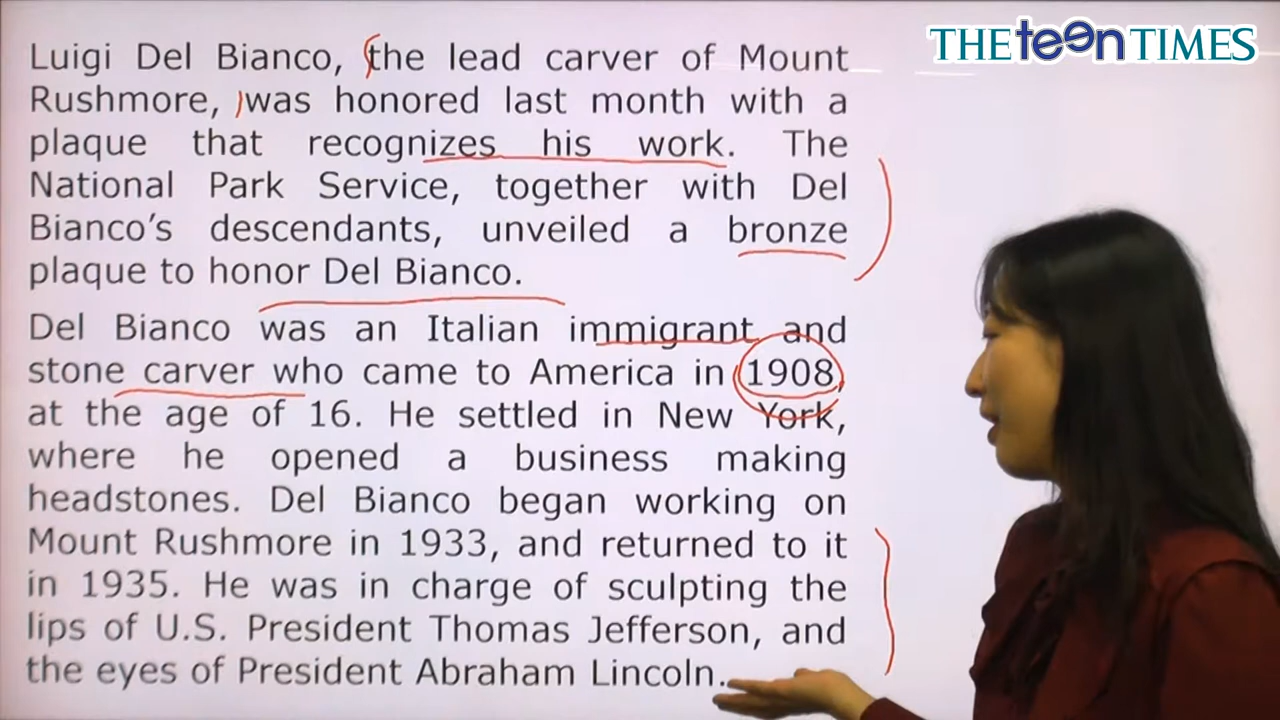 THE teen TIMES
Luigi Del Bianco, the lead carver of Mount
Rushmore, was honored last month with a
plaque that recognizes his work. The
National Park Service, together with Del
Bianco's descendants, unveiled a bronze
plaque to honor Del Bianco.
Del Bianco was an Italian immigrant and
stone carver who came to America in 1908,
at the age of 16. He settled in New York,
where he opened a business making
headstones. Del Bianco began working on
Mount Rushmore in 1933, and returned to it
in 1935. He was in charge of sculpting the
lips of U.S. President Thomas Jefferson, and
the eyes of President Abraham Lincoln.